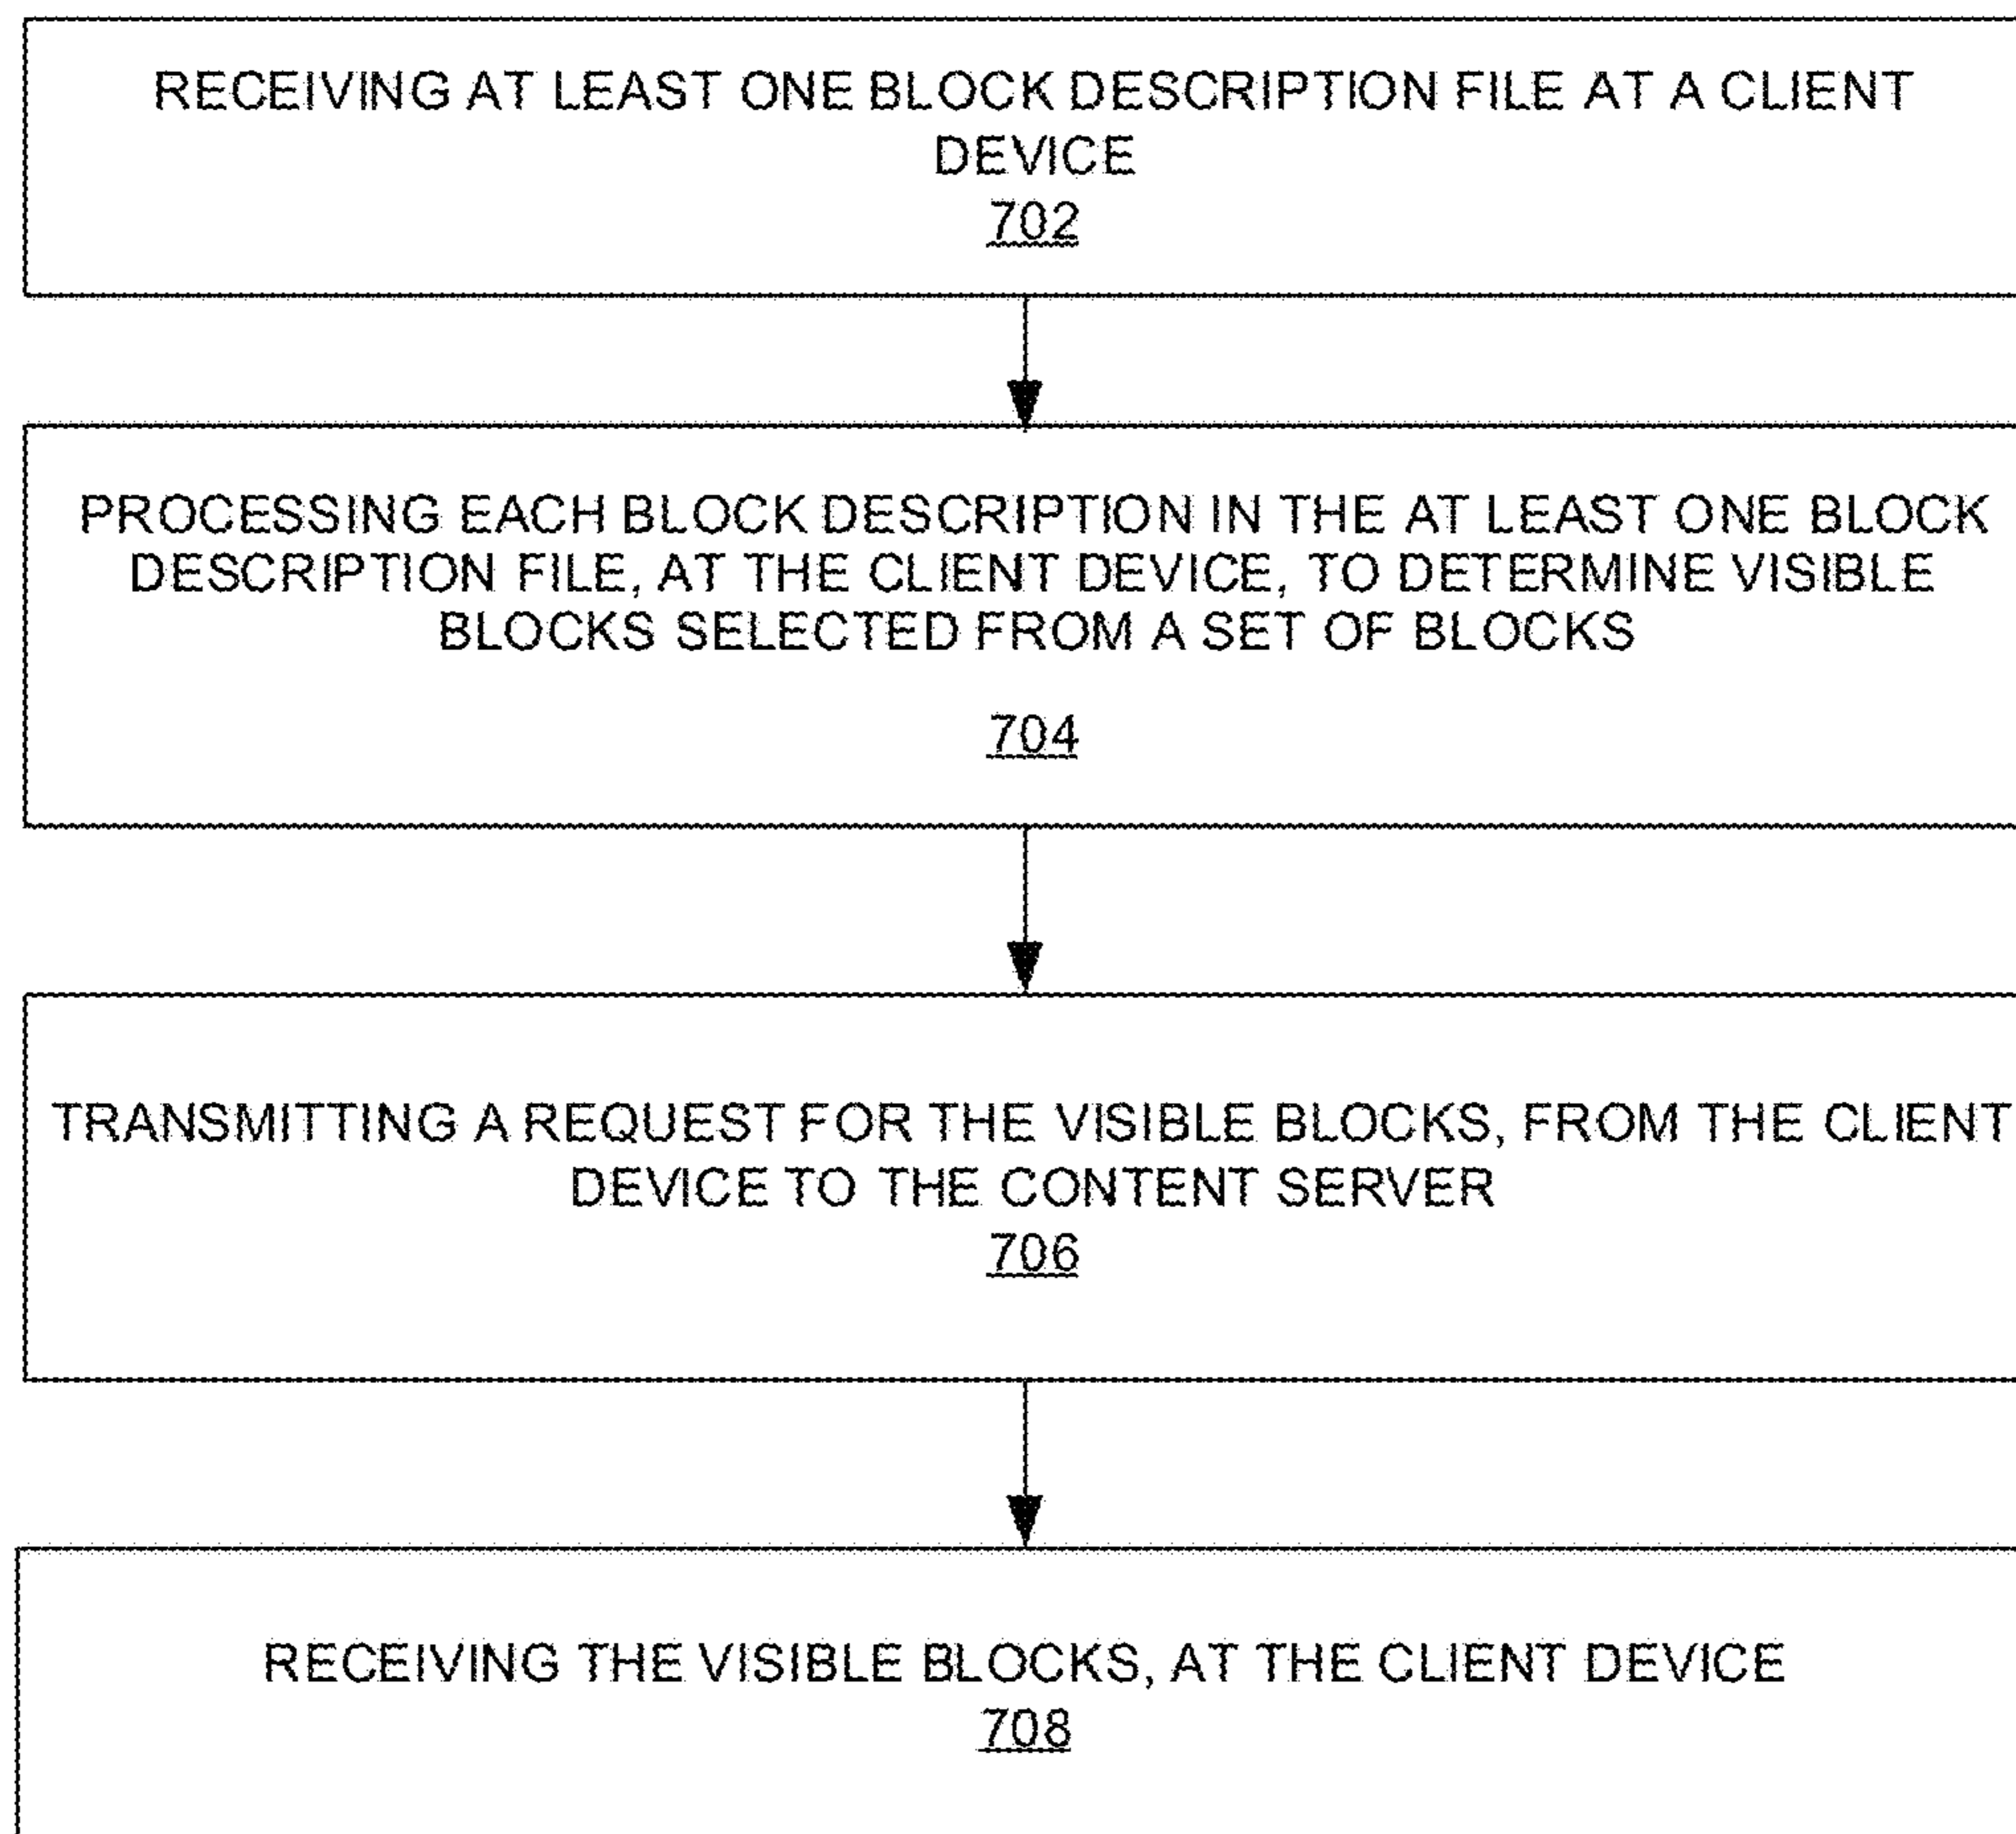 RECEIVING AT LEAST ONE BLOCK DESCRIPTION FILE AT A CLIENT
DEVICE
702
PROCESSING EACH BLOCK DESCRIPTION IN THE AT LEAST ONE BLOCK
DESCRIPTION FILE, AT THE CLIENT DEVICE, TO DETERMINE VISIBLE
BLOCKS SELECTED FROM A SET OF BLOCKS
704
TRANSMITTING A REQUEST FOR THE VISIBLE BLOCKS, FROM THE CLIENT
DEVICE TO THE CONTENT SERVER
706
RECEIVING THE VISIBLE BLOCKS, AT THE CLIENT DEVICE
708